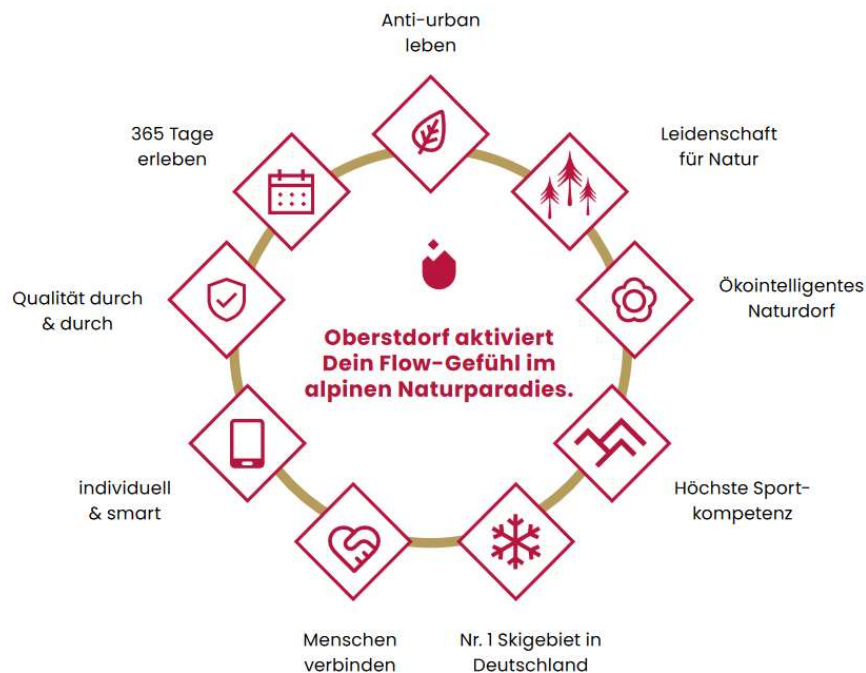 Anti-urban
leben
Leidenschaft
für Natur
Ökointelligentes
Naturdorf
Höchste Sport-
kompetenz
Nr. 1 Skigebiet in
Deutschland
Menschen
verbinden
individuell
& smart
Qualität durch
& durch
365 Tage
erleben
Oberstdorf aktiviert
Dein Flow-Gefühl im
alpinen Naturparadies.